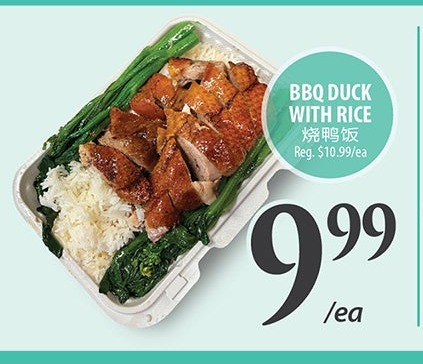 BBQ DUCK
WITH RICE
烧鸭饭
Reg. $10.99/ea
9.99
/ea